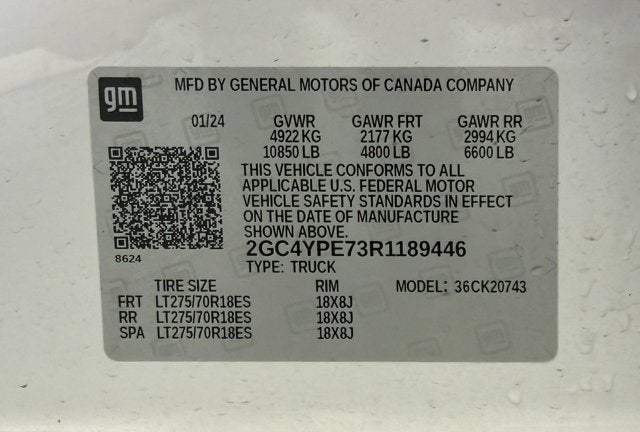 gm
MFD BY GENERAL MOTORS OF CANADA COMPANY
01/24 GVWR GAWR FRT GAWR RR
4922 KG 2177 KG 2994 KG
10850 LB 4800 LB 6600 LB
THIS VEHICLE CONFORMS TO ALL
APPLICABLE U.S. FEDERAL MOTOR
VEHICLE SAFETY STANDARDS IN EFFECT
ON THE DATE OF MANUFACTURE
SHOWN ABOVE.
2GC4YPE73R1189446
8624
TYPE: TRUCK
TIRE SIZE RIM MODEL: 36CK20743
FRT LT275/70R18ES 18X8J
RR LT275/70R18ES 18X8J
SPA LT275/70R18ES 18X8J